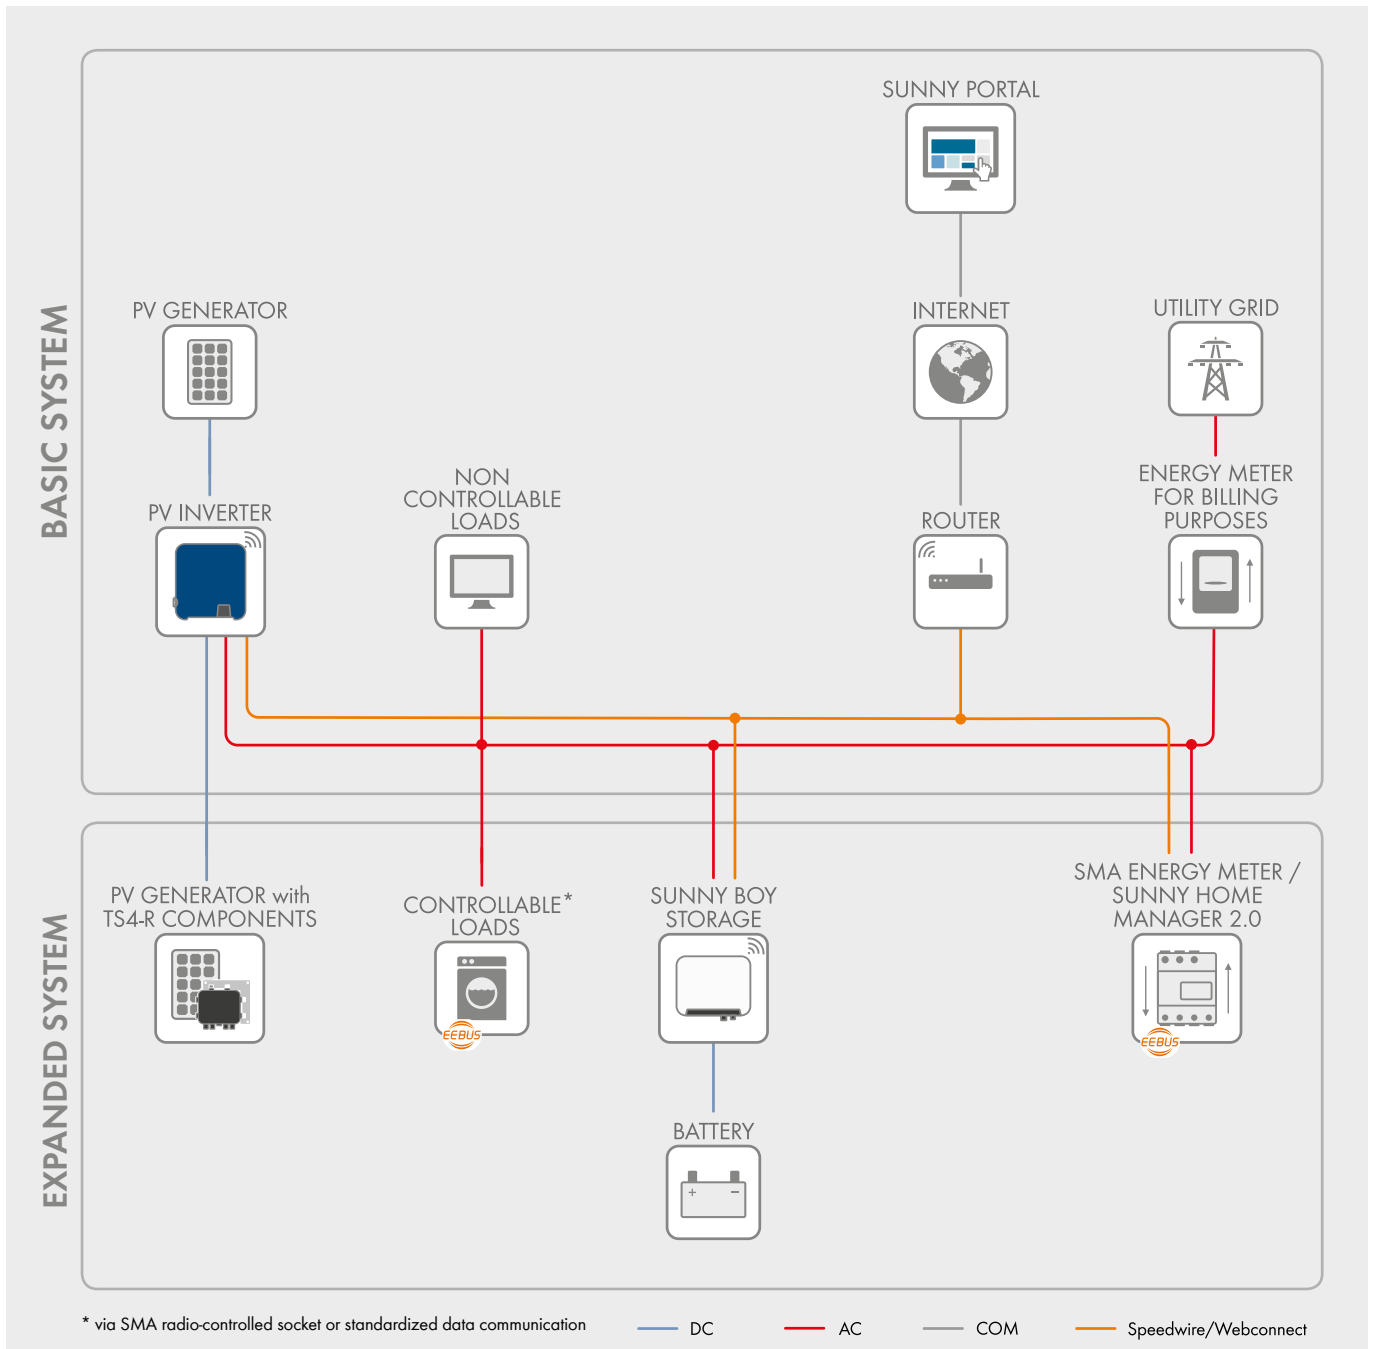 BASIC SYSTEM
SUNNY PORTAL
PV GENERATOR
INTERNET
UTILITY GRID
PV INVERTER
NON
CONTROLLABLE
LOADS
ROUTER
ENERGY METER
FOR BILLING
PURPOSES
EXPANDED SYSTEM
PV GENERATOR with
TS4-R COMPONENTS
CONTROLLABLE*
LOADS
EEBUS
SUNNY BOY
STORAGE
SMA ENERGY METER /
SUNNY HOME
MANAGER 2.0
EEBUS
BATTERY
+ −
* via SMA radio-controlled socket or standardized data communication
DC
AC
COM
Speedwire/Webconnect